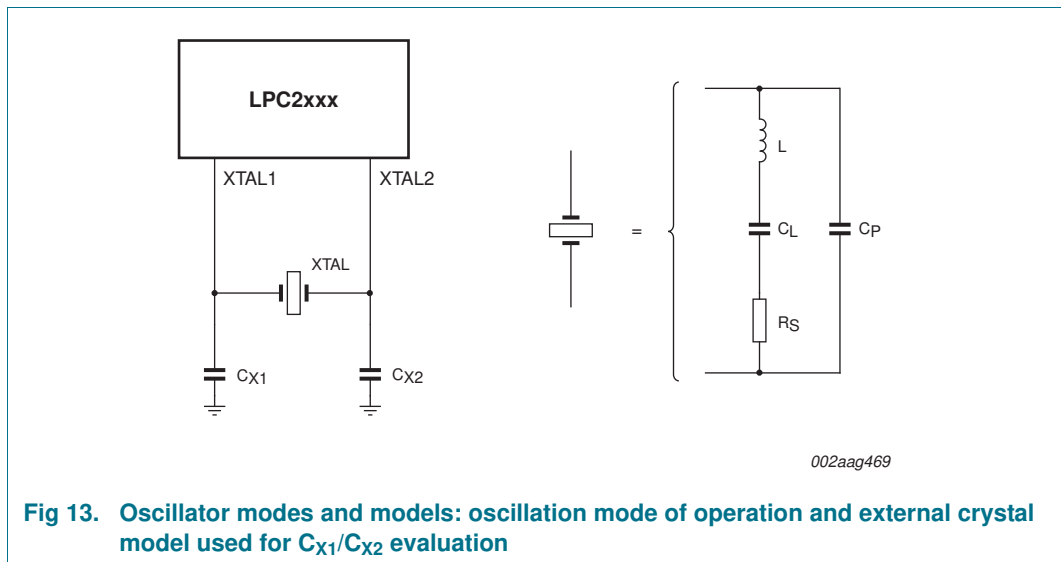 LPC2xxx
XTAL1
XTAL2
XTAL
CX1
CX2
=
L
CL
CP
RS
002aag469
Fig 13. Oscillator modes and models: oscillation mode of operation and external crystal
model used for CX1/CX2 evaluation